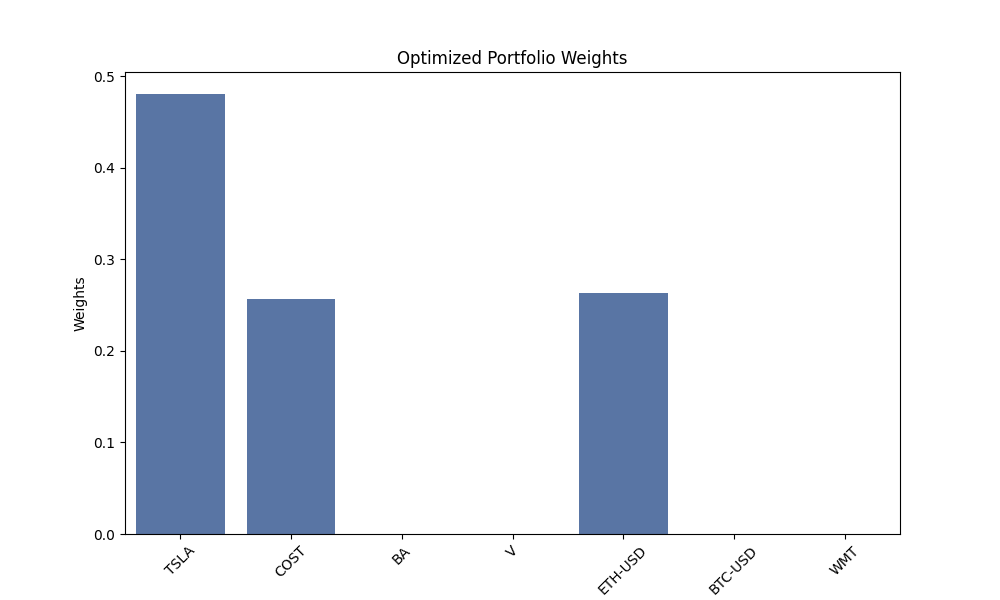 Optimized Portfolio Weights
Weights
0.5
0.4
0.3
0.2
0.1
0.0
TSLA
COST
BA
V
ETH-USD
BTC-USD
WMT